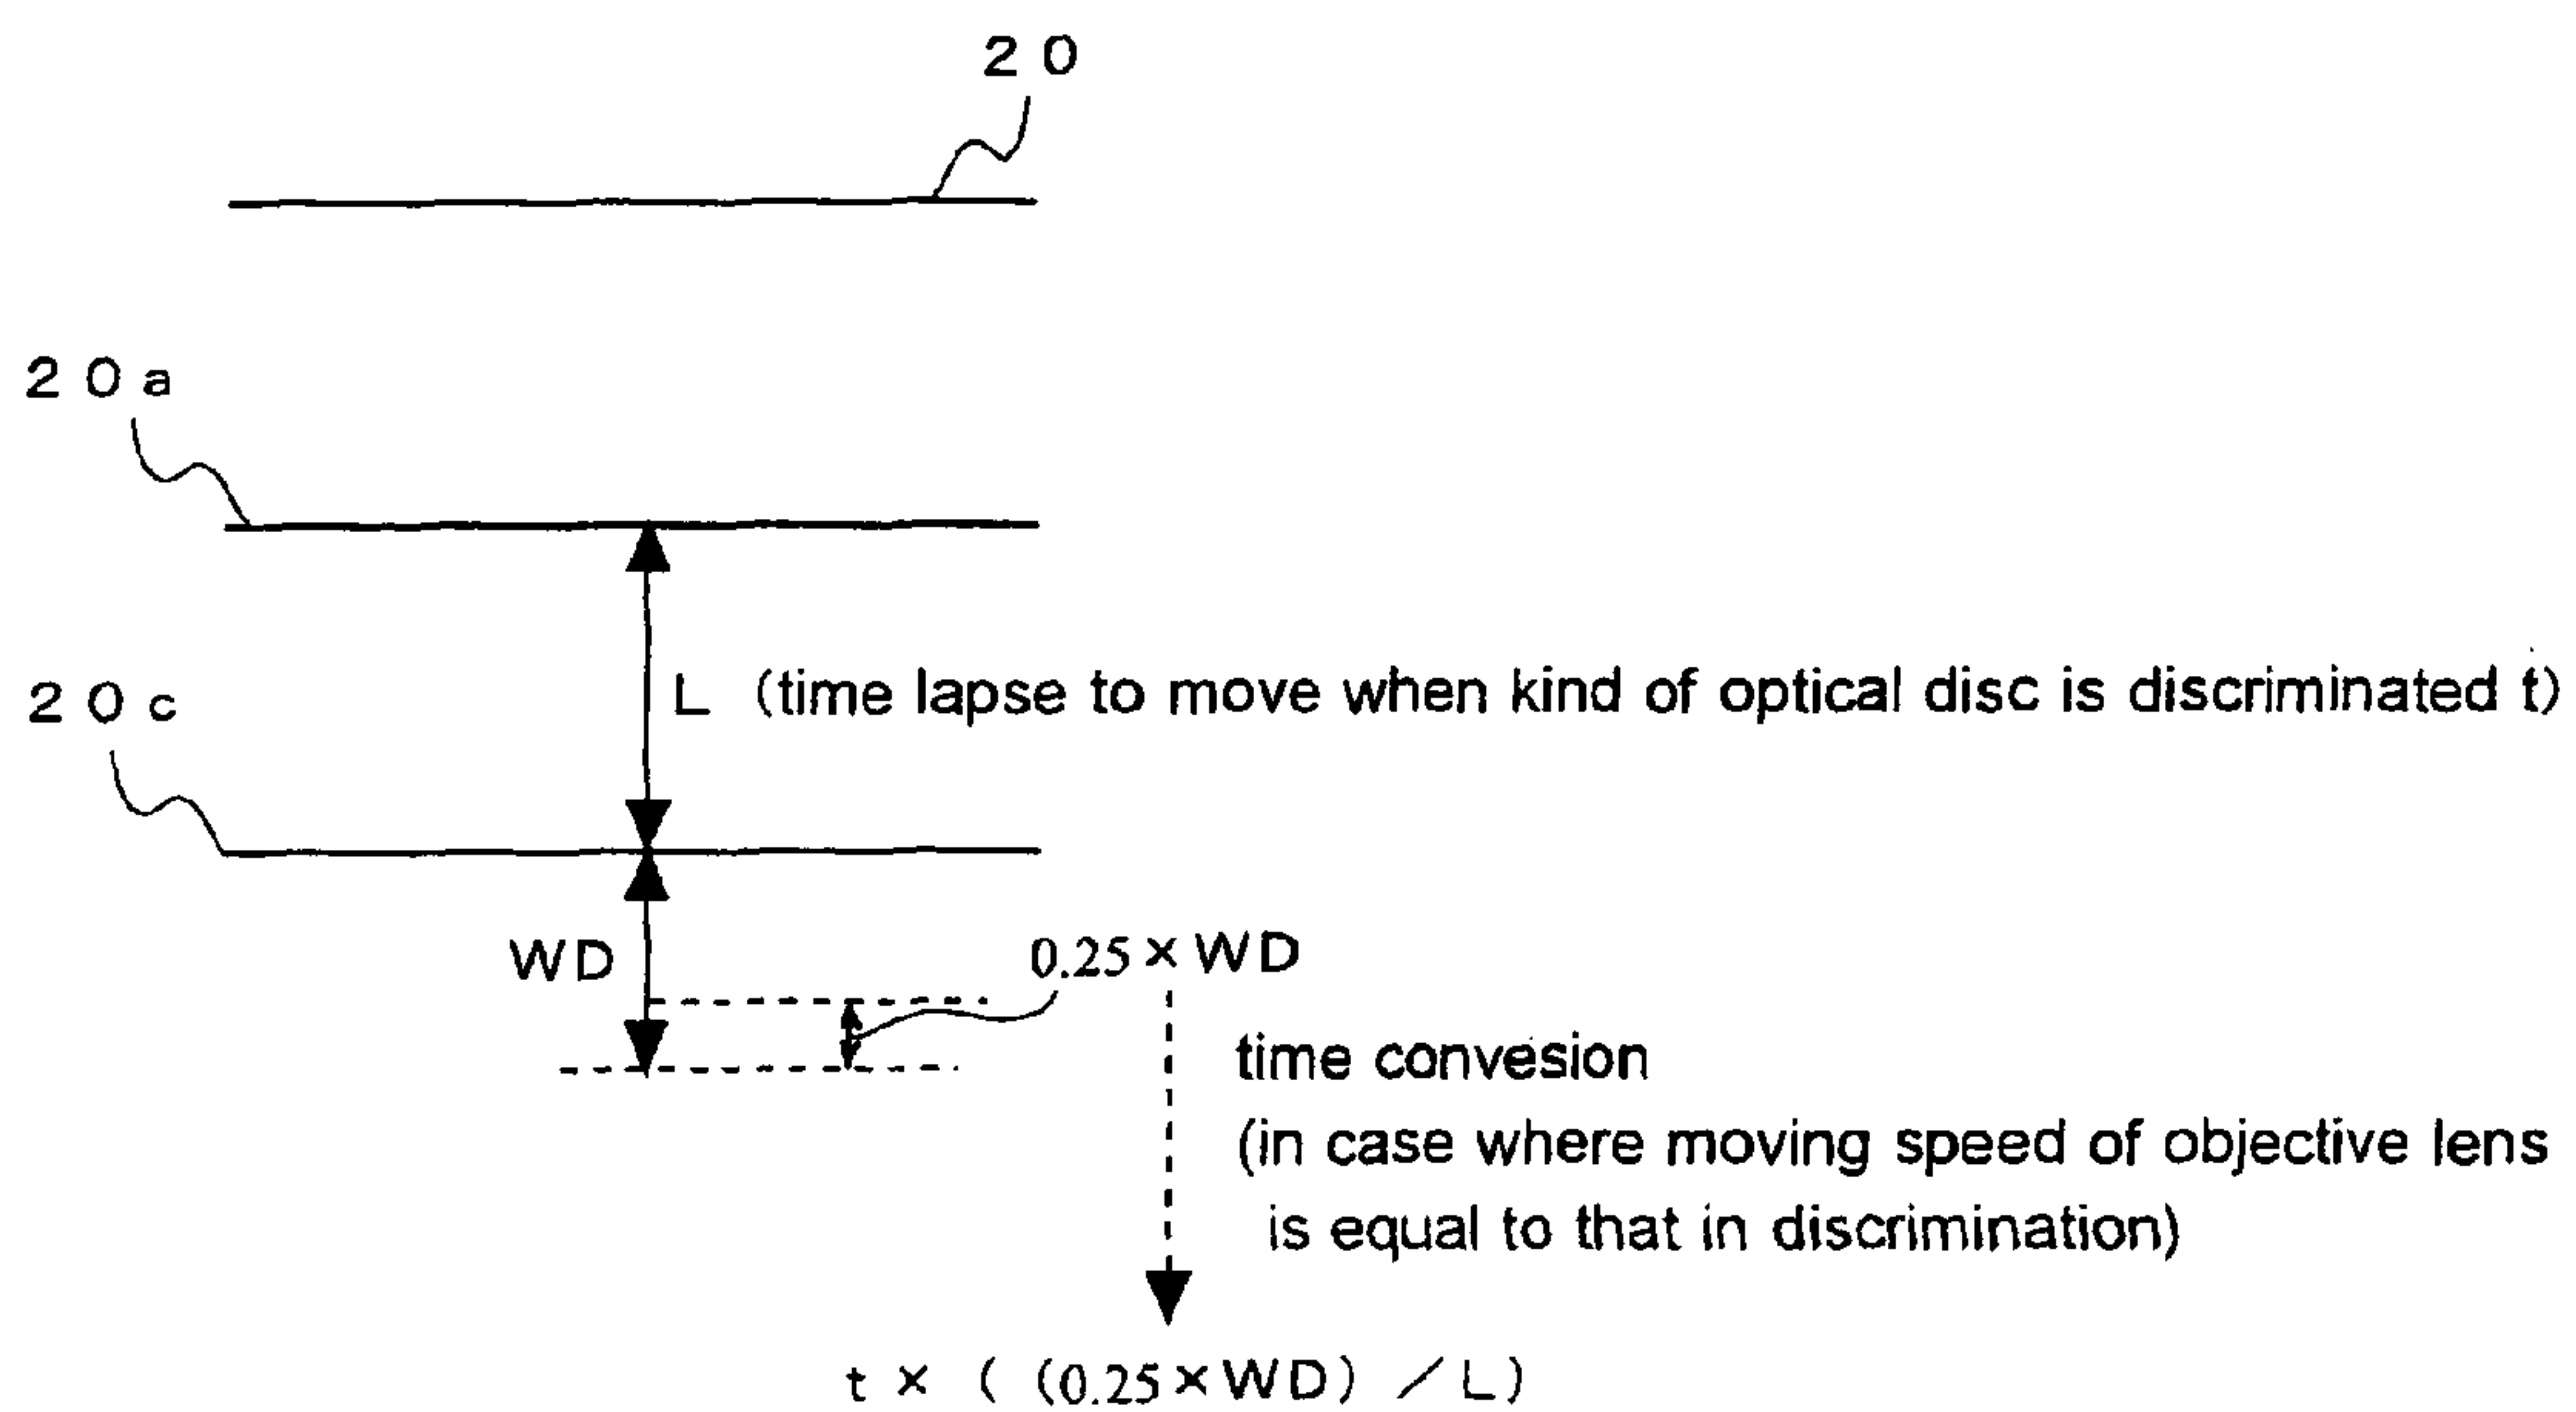 20
20a
L (time lapse to move when kind of optical disc is discriminated t)
20c
WD
0.25×WD
time convesion
(in case where moving speed of objective lens
is equal to that in discrimination)
t × ( (0.25×WD) /L)